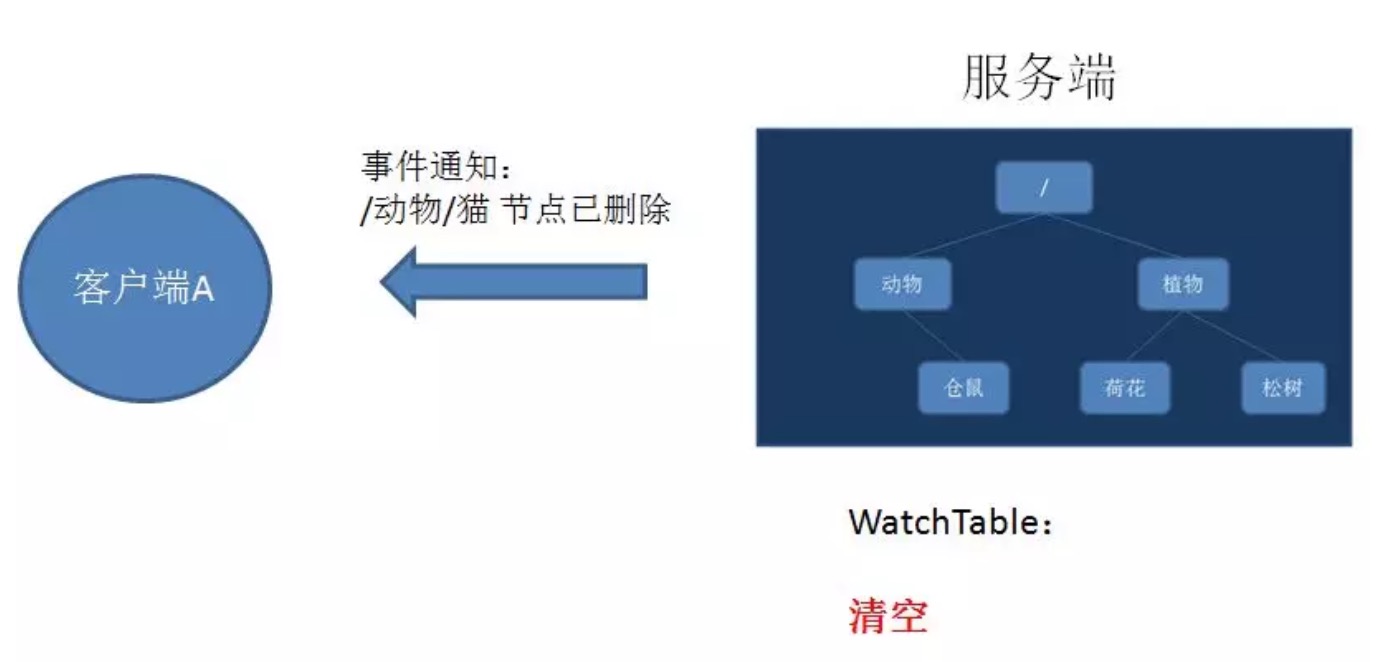 服务端
事件通知：
/动物/猫 节点已删除
客户端A
/
动物
植物
仓鼠
荷花
松树
WatchTable：
清空